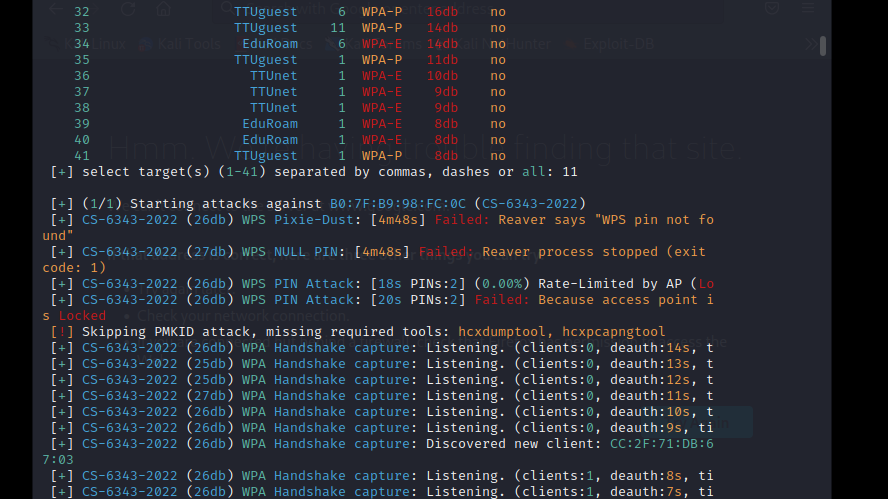 32 TTUguest 6 WPA-P 16db no
33 TTUguest 11 WPA-P 14db no
34 EduRoam 6 WPA-E 14db no
35 TTUguest 1 WPA-P 11db no
36 TTUnet 1 WPA-E 10db no
37 TTUnet 1 WPA-E 9db no
38 TTUnet 1 WPA-E 9db no
39 EduRoam 1 WPA-E 8db no
40 EduRoam 1 WPA-E 8db no
41 TTUguest 1 WPA-P 8db no
[+] select target(s) (1-41) separated by commas, dashes or all: 11
[+] (1/1) Starting attacks against B0:7F:B9:98:FC:0C (CS-6343-2022)
[+] CS-6343-2022 (26db) WPS Pixie-Dust: [4m48s] Failed: Reaver says "WPS pin not fo
und"
[+] CS-6343-2022 (27db) WPS NULL PIN: [4m48s] Failed: Reaver process stopped (exit
code: 1)
[+] CS-6343-2022 (26db) WPS PIN Attack: [18s PINs:2] (0.00%) Rate-Limited by AP (Lo
[+] CS-6343-2022 (26db) WPS PIN Attack: [20s PINs:2] Failed: Because access point i
s Locked
[!] Skipping PMKID attack, missing required tools: hcxdumptool, hcxpcapngtool
[+] CS-6343-2022 (26db) WPA Handshake capture: Listening. (clients:0, deauth:14s, t
[+] CS-6343-2022 (25db) WPA Handshake capture: Listening. (clients:0, deauth:13s, t
[+] CS-6343-2022 (25db) WPA Handshake capture: Listening. (clients:0, deauth:12s, t
[+] CS-6343-2022 (27db) WPA Handshake capture: Listening. (clients:0, deauth:11s, t
[+] CS-6343-2022 (26db) WPA Handshake capture: Listening. (clients:0, deauth:10s, t
[+] CS-6343-2022 (26db) WPA Handshake capture: Listening. (clients:0, deauth:9s, ti
[+] CS-6343-2022 (26db) WPA Handshake capture: Discovered new client: CC:2F:71:DB:6
7:03
[+] CS-6343-2022 (26db) WPA Handshake capture: Listening. (clients:1, deauth:8s, ti
[+] CS-6343-2022 (26db) WPA Handshake capture: Listening. (clients:1, deauth:7s, ti
Kali Tools
Exploit-DB
finding that site
Check your network connection.